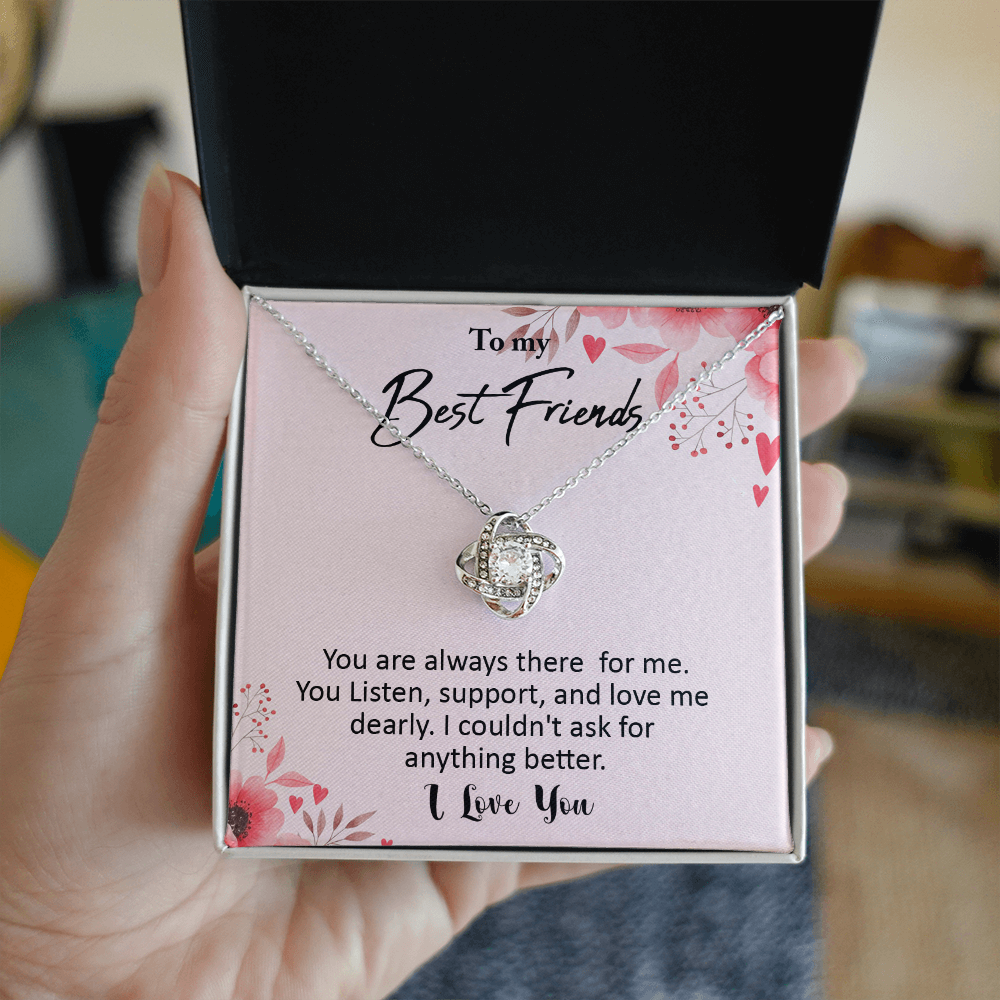 To my
Best Friends
You are always there for me.
You Listen, support, and love me
dearly. I couldn't ask for
anything better.
I Love You